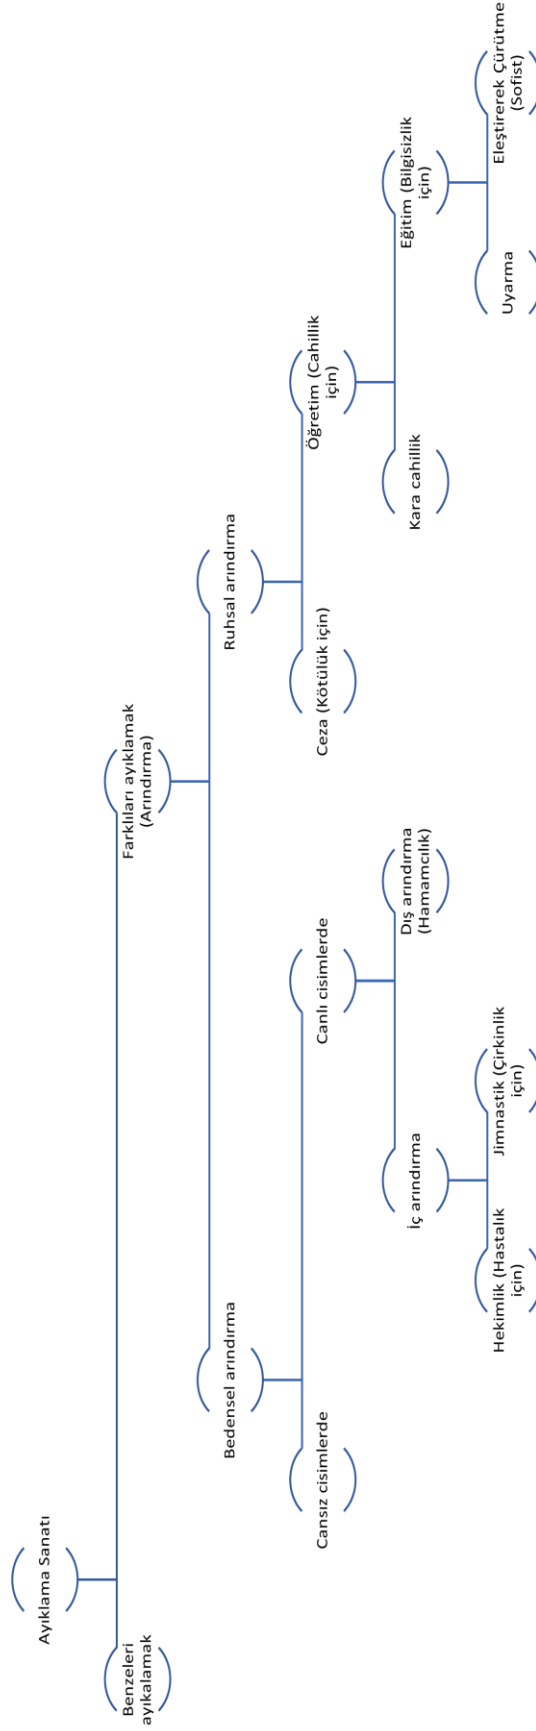 Ayıklama Sanatı
Benzeleri
ayıkalamak
Farklıları ayıklamak
(Arındırma)
Bedensel arındırma
Ruhsal arındırma
Cansız cisimlerde
Canlı cisimlerde
Ceza (Kötülük için)
Öğretim (Cahillik
için)
İç arındırma
Dış arındırma
(Hamamcılık)
Kara cahillik
Eğitim (Bilgisizlik
için)
Hekimlik (Hastalık
için)
Jimnastik (Çirkinlik
için)
Uyarma
Eleştirerek Çürütme
(Sofist)